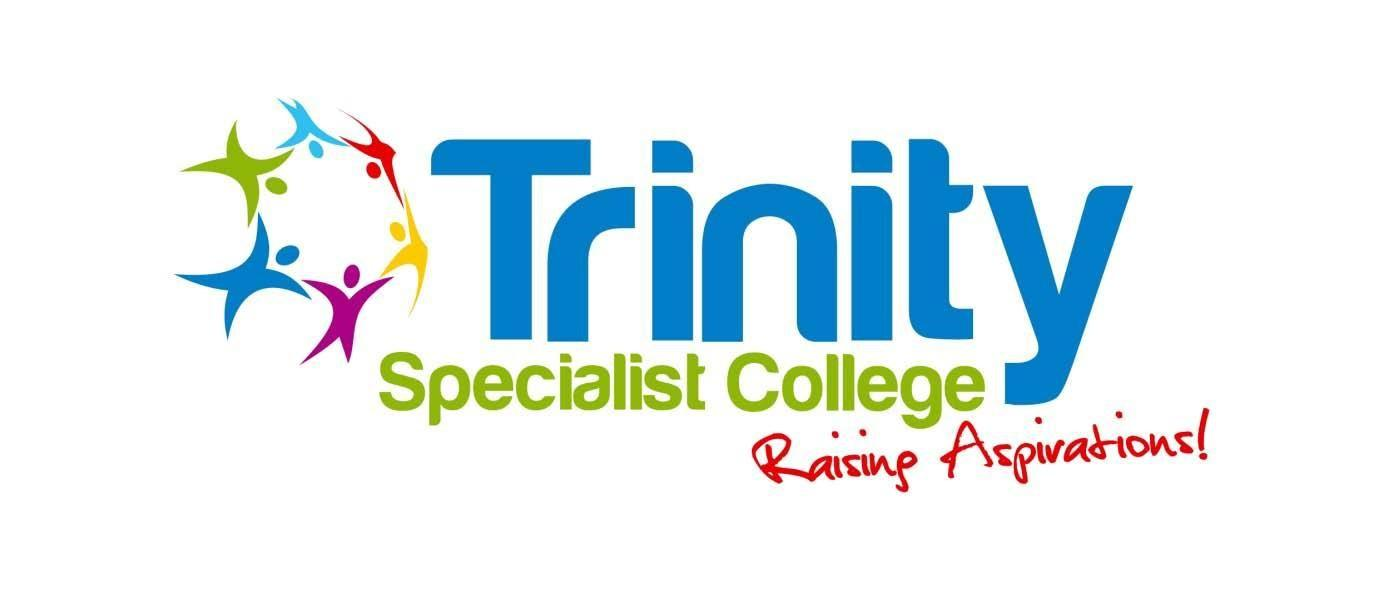 Trinity
Specialist College
Raising Aspirations!